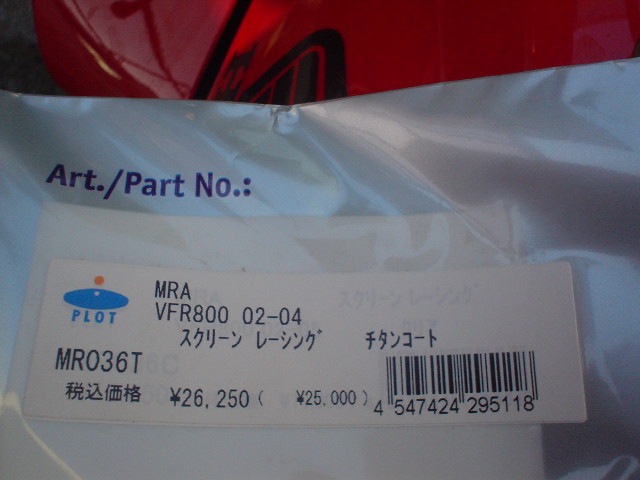 Art./Part No.:
PLOT
MRA
VFR800 02-04
スクリーン レーシング゛ チタンコート
MR036T
税込価格 ¥26,250( ¥25,000)
4 547424 295118